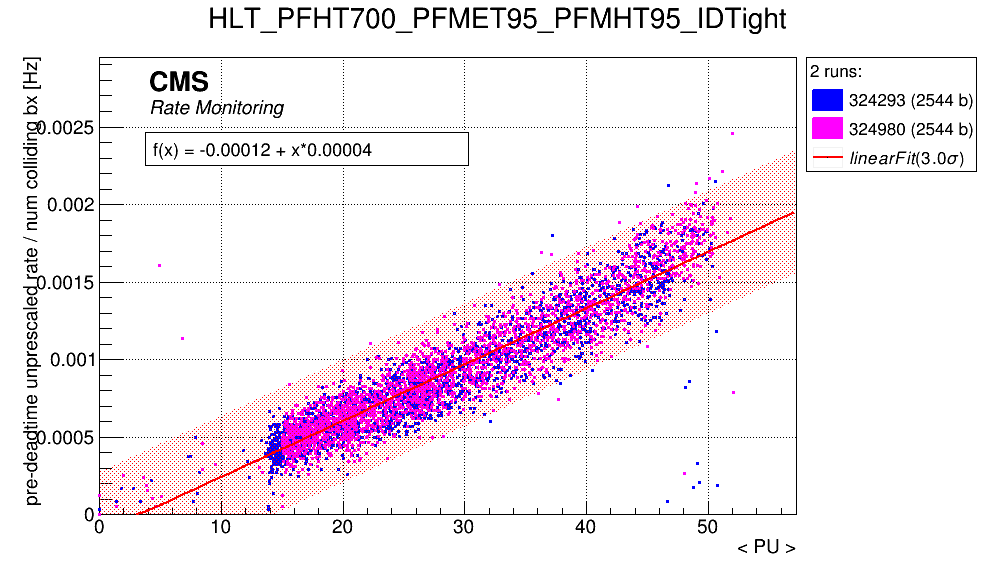 HLT_PFHT700_PFMET95_PFMHT95_IDTight
pre-deadtime unprescaled rate / num colliding bx [Hz]
CMS
Rate Monitoring
f(x) = -0.00012 + x*0.00004
0.0025
0.002
0.0015
0.001
0.0005
0
0 10 20 30 40 50
< PU >
2 runs:
324293 (2544 b)
324980 (2544 b)
linearFit(3.0σ)